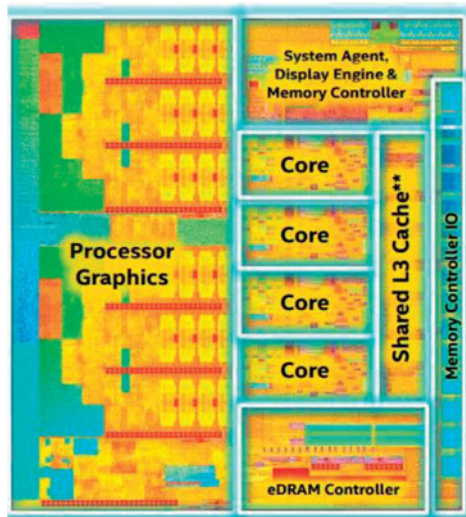 System Agent,
Display Engine &
Memory Controller
Core
Core
Core
Core
Processor
Graphics
Shared L3 Cache**
Memory Controller IO
eDRAM Controller